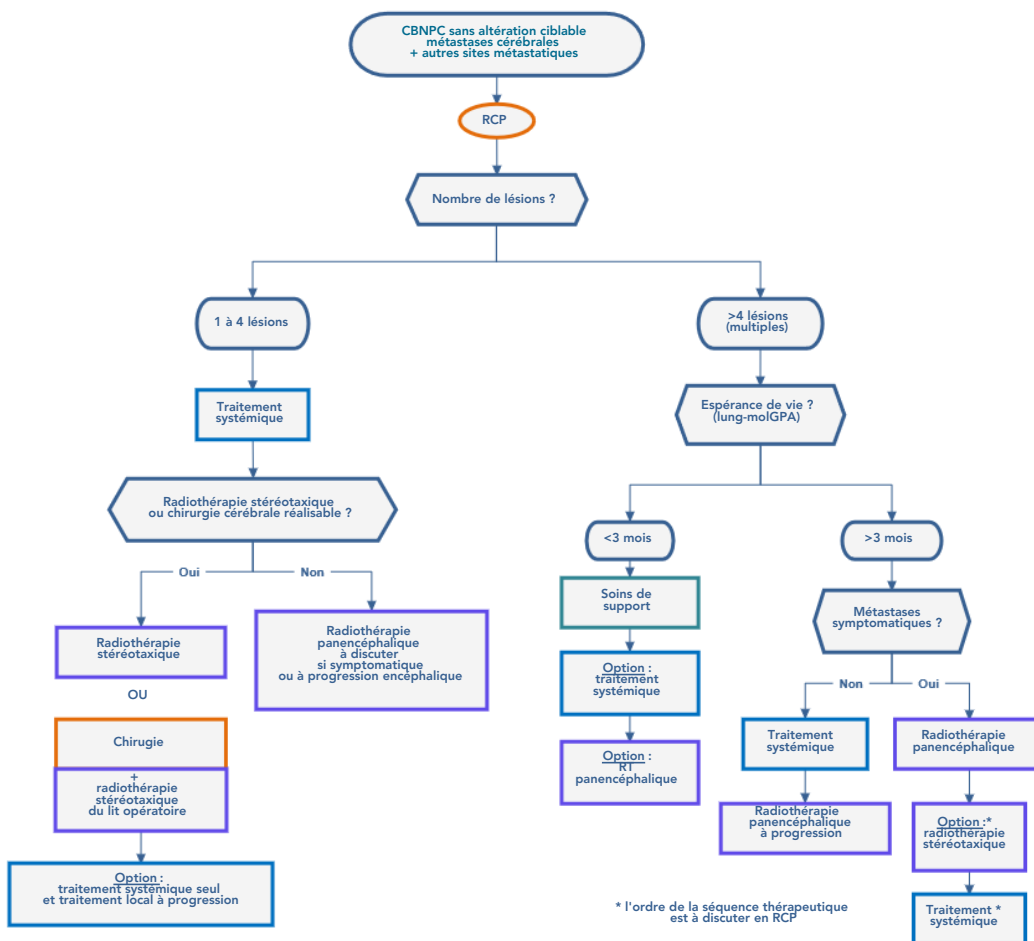 CBNPC sans altération ciblable
métastases cérébrales
+ autres sites métastatiques
RCP
Nombre de lésions ?
1 à 4 lésions
>4 lésions
(multiples)
Traitement
systémique
Espérance de vie ?
(lung-molGPA)
Radiothérapie stéréotaxique
ou chirurgie cérébrale réalisable ?
<3 mois
>3 mois
Oui
Non
Soins de
support
Métastases
symptomatiques ?
Radiothérapie
stéréotaxique
Radiothérapie
panencéphalique
à discuter
si symptomatique
ou à progression encéphalique
OU
Option :
traitement
systémique
Non
Oui
Chirugie
+
radiothérapie
stéréotaxique
du lit opératoire
Option :
RT
panencéphalique
Traitement
systémique
Radiothérapie
panencéphalique
Radiothérapie
panencéphalique
à progression
Option :*
radiothérapie
stéréotaxique
Option :
traitement systémique seul
et traitement local à progression
* l'ordre de la séquence thérapeutique
est à discuter en RCP
Traitement *
systémique